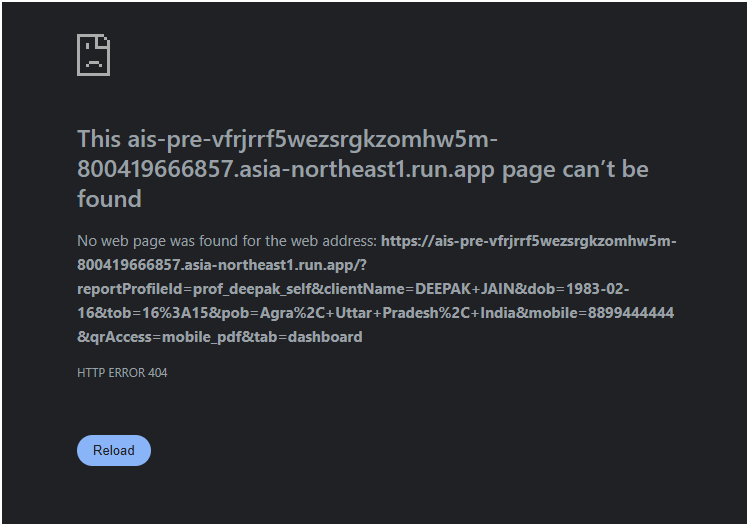 This ais-pre-vfrjrrf5wezsrgkzomhw5m-
800419666857.asia-northeast1.run.app page can’t be
found
No web page was found for the web address: https://ais-pre-vfrjrrf5wezsrgkzomhw5m-
800419666857.asia-northeast1.run.app/?
reportProfileId=prof_deepak_self&clientName=DEEPAK+JAIN&dob=1983-02-
16&tob=16%3A15&pob=Agra%2C+Uttar+Pradesh%2C+India&mobile=8899444444
&qrAccess=mobile_pdf&tab=dashboard
HTTP ERROR 404
Reload